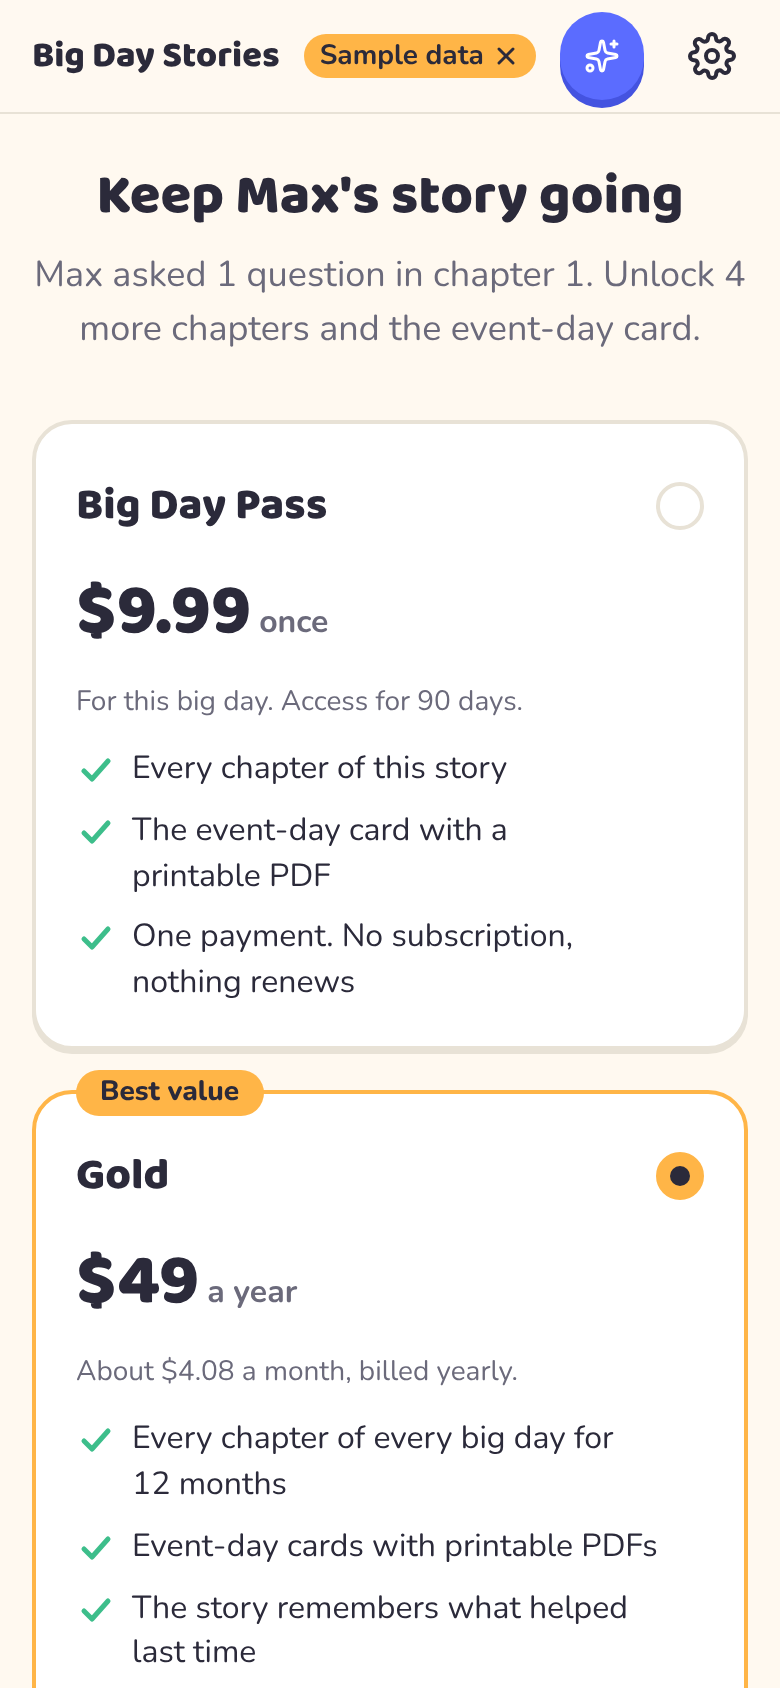 Big Day Stories
Sample data
Keep Max's story going
Max asked 1 question in chapter 1. Unlock 4
more chapters and the event-day card.
Big Day Pass
$9.99 once
For this big day. Access for 90 days.
Every chapter of this story
The event-day card with a
printable PDF
One payment. No subscription,
nothing renews
Best value
Gold
$49 a year
About $4.08 a month, billed yearly.
Every chapter of every big day for
12 months
Event-day cards with printable PDFs
The story remembers what helped
last time